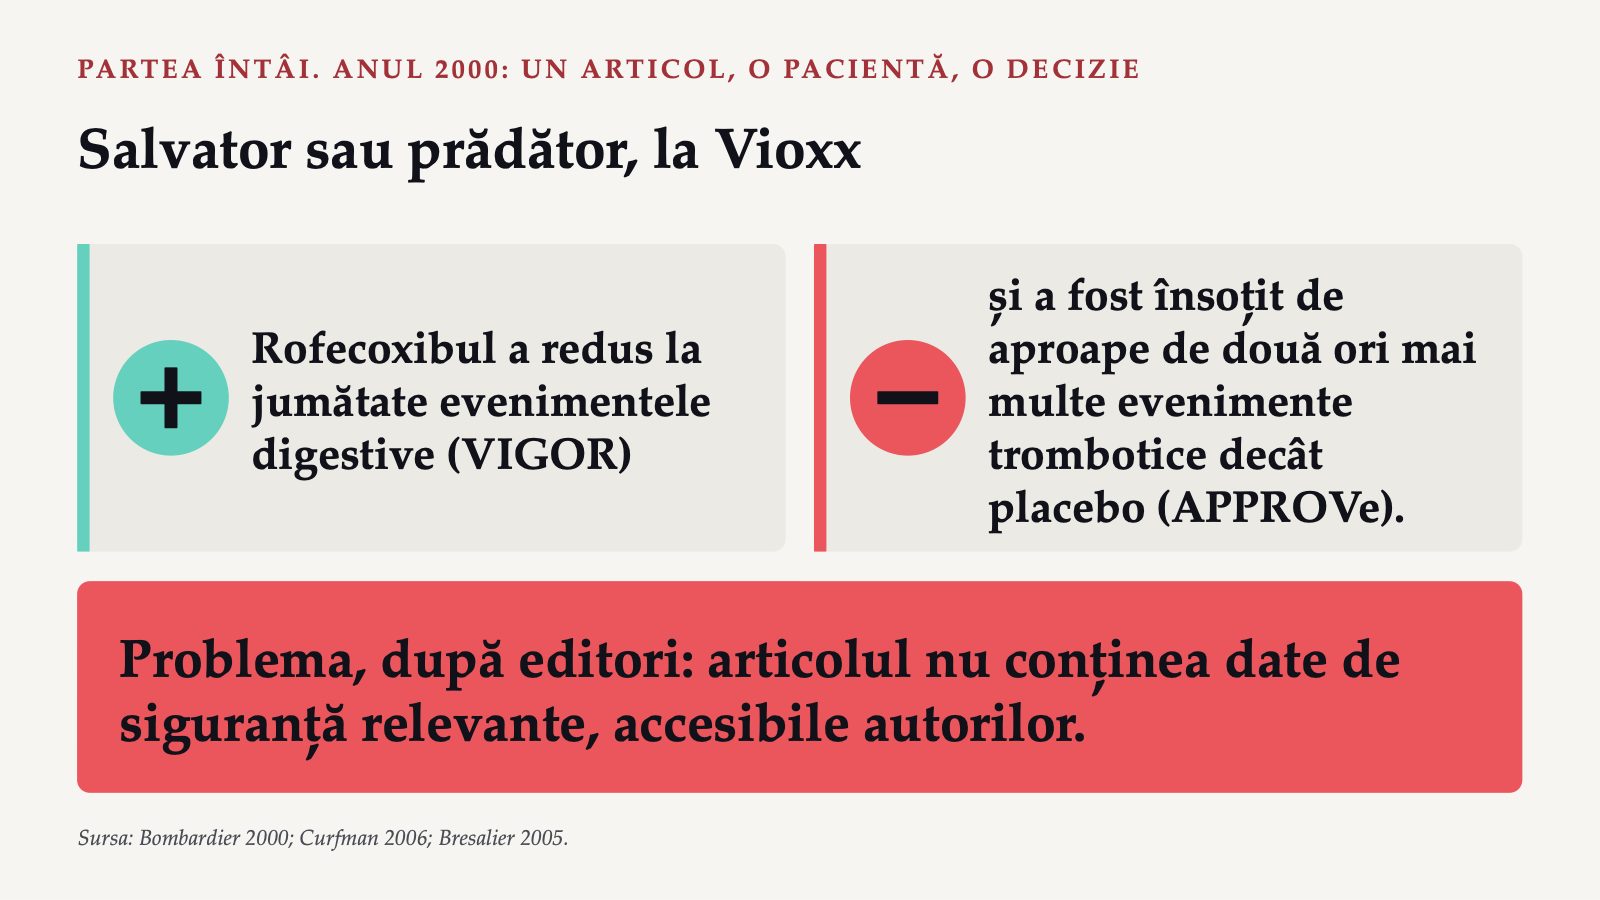 PARTEA ÎNTÂI. ANUL 2000: UN ARTICOL, O PACIENTĂ, O DECIZIE
Salvator sau prădător, la Vioxx
Rofecoxibul a redus la
jumătate evenimentele
digestive (VIGOR)
și a fost însoțit de
aproape de două ori mai
multe evenimente
trombotice decât
placebo (APPROVe).
Problema, după editori: articolul nu conținea date de
siguranță relevante, accesibile autorilor.
Sursa: Bombardier 2000; Curfman 2006; Bresalier 2005.